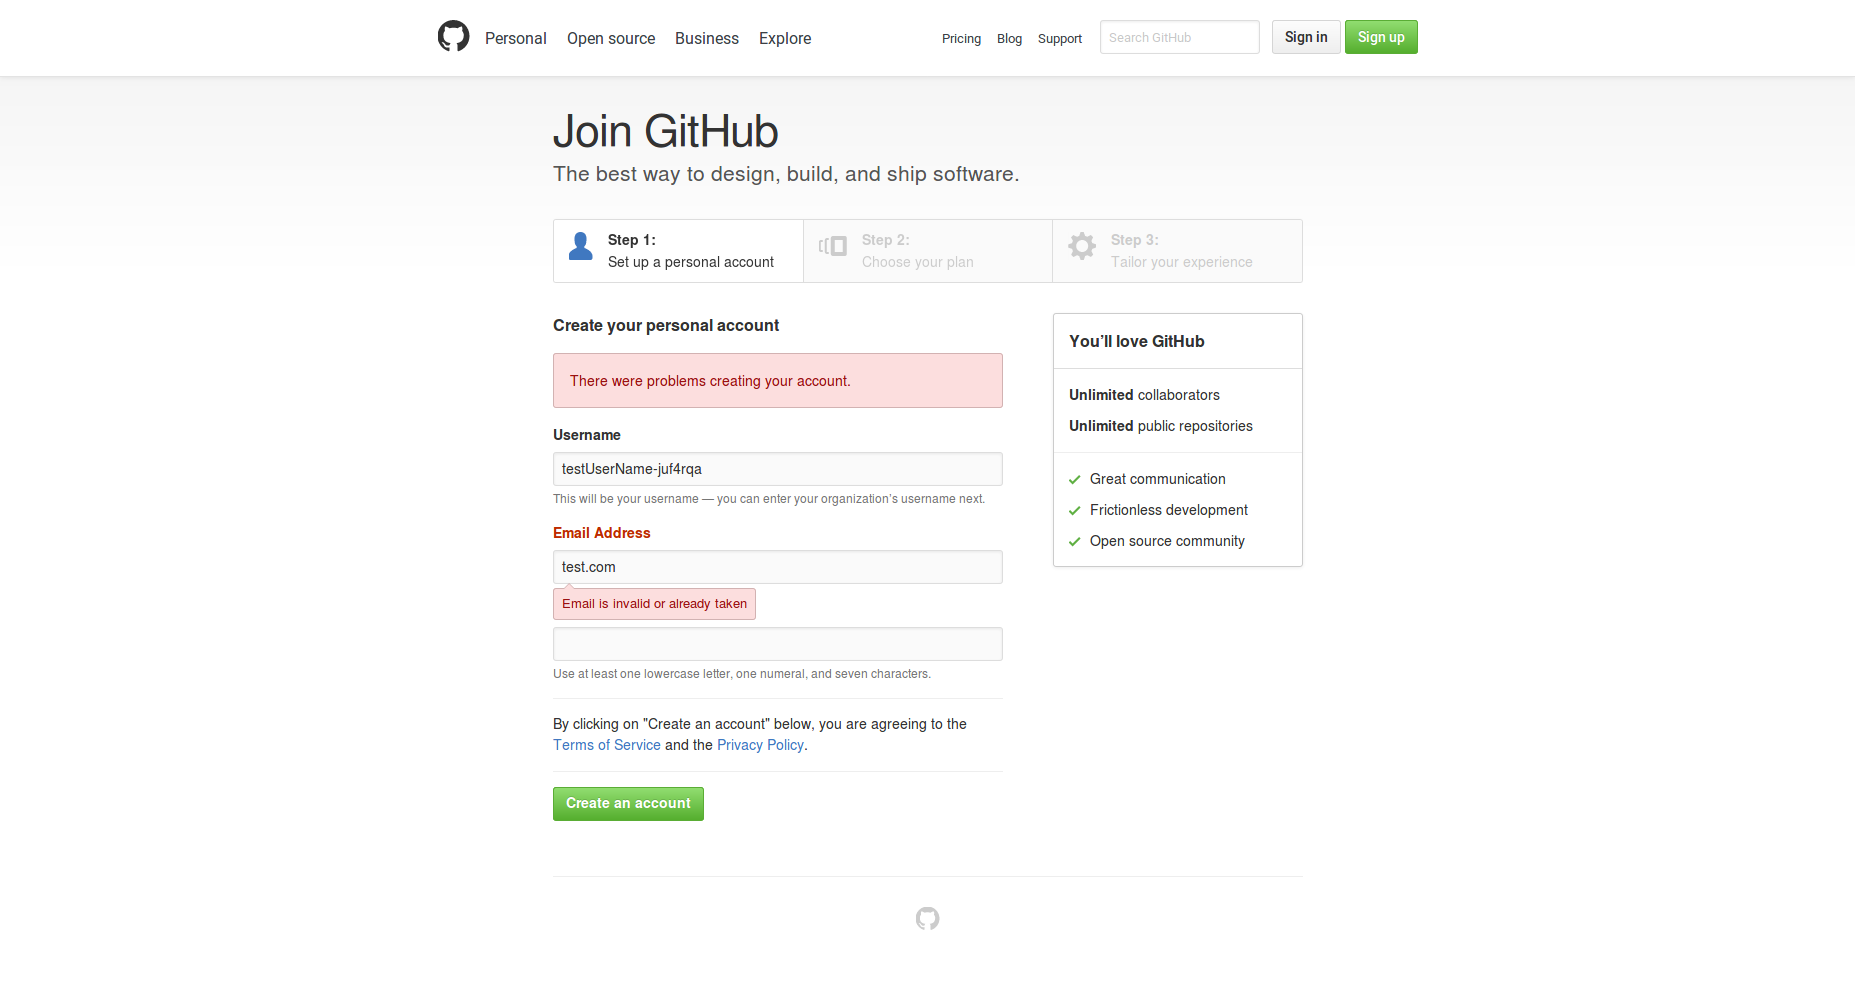 Personal Open source Business Explore Pricing Blog Support Search GitHub Sign in Sign up
Join GitHub
The best way to design, build, and ship software.
Step 1:
Set up a personal account
Step 2:
Choose your plan
Step 3:
Tailor your experience
Create your personal account
There were problems creating your account.
Username
testUserName-juf4rqa
This will be your username — you can enter your organization’s username next.
Email Address
test.com
Email is invalid or already taken
Use at least one lowercase letter, one numeral, and seven characters.
By clicking on "Create an account" below, you are agreeing to the
Terms of Service and the Privacy Policy.
Create an account
You’ll love GitHub
Unlimited collaborators
Unlimited public repositories
Great communication
Frictionless development
Open source community